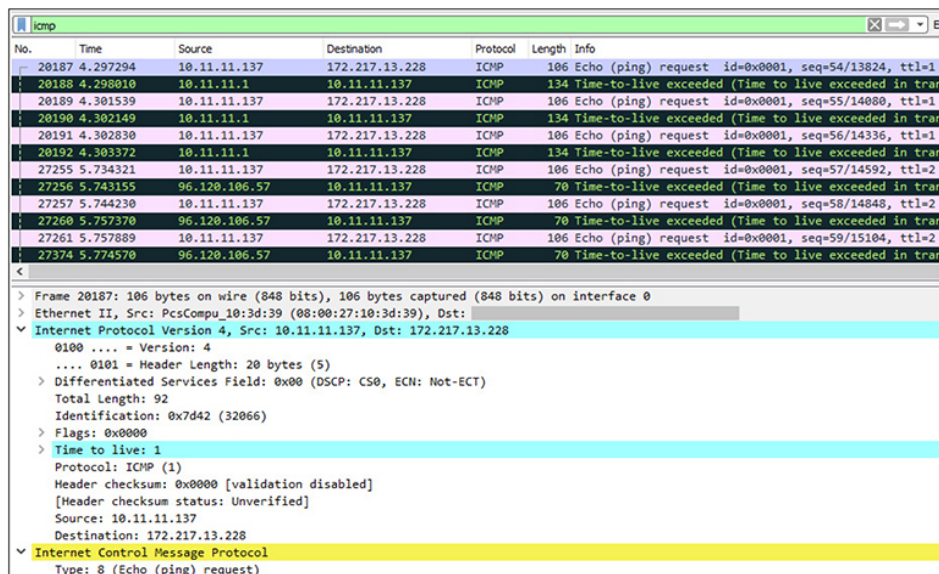 icmp
No. Time Source Destination Protocol Length Info
20187 4.297294 10.11.11.137 172.217.13.228 ICMP 106 Echo (ping) request id=0x0001, seq=54/13824, ttl=1
20188 4.298010 10.11.11.1 10.11.11.137 ICMP 134 Time-to-live exceeded (Time to live exceeded in tran
20189 4.301539 10.11.11.137 172.217.13.228 ICMP 106 Echo (ping) request id=0x0001, seq=55/14080, ttl=1
20190 4.302149 10.11.11.1 10.11.11.137 ICMP 134 Time-to-live exceeded (Time to live exceeded in tran
20191 4.302830 10.11.11.137 172.217.13.228 ICMP 106 Echo (ping) request id=0x0001, seq=56/14336, ttl=1
20192 4.303372 10.11.11.1 10.11.11.137 ICMP 134 Time-to-live exceeded (Time to live exceeded in tran
27255 5.734321 10.11.11.137 172.217.13.228 ICMP 106 Echo (ping) request id=0x0001, seq=57/14592, ttl=2
27256 5.743155 96.120.106.57 10.11.11.137 ICMP 70 Time-to-live exceeded (Time to live exceeded in tran
27257 5.744230 10.11.11.137 172.217.13.228 ICMP 106 Echo (ping) request id=0x0001, seq=58/14848, ttl=2
27260 5.757370 96.120.106.57 10.11.11.137 ICMP 70 Time-to-live exceeded (Time to live exceeded in tran
27261 5.757889 10.11.11.137 172.217.13.228 ICMP 106 Echo (ping) request id=0x0001, seq=59/15104, ttl=2
27374 5.774570 96.120.106.57 10.11.11.137 ICMP 70 Time-to-live exceeded (Time to live exceeded in tran
Frame 20187: 106 bytes on wire (848 bits), 106 bytes captured (848 bits) on interface 0
Ethernet II, Src: PcsCompu_10:3d:39 (08:00:27:10:3d:39), Dst:
Internet Protocol Version 4, Src: 10.11.11.137, Dst: 172.217.13.228
0100 .... = Version: 4
.... 0101 = Header Length: 20 bytes (5)
Differentiated Services Field: 0x00 (DSCP: CS0, ECN: Not-ECT)
Total Length: 92
Identification: 0x7d42 (32066)
Flags: 0x0000
Time to live: 1
Protocol: ICMP (1)
Header checksum: 0x0000 [validation disabled]
[Header checksum status: Unverified]
Source: 10.11.11.137
Destination: 172.217.13.228
Internet Control Message Protocol
Type: 8 (Echo (ping) request)